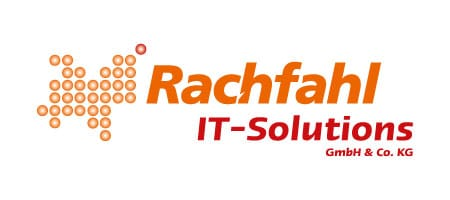 Rachfahl
IT-Solutions
GmbH & Co. KG